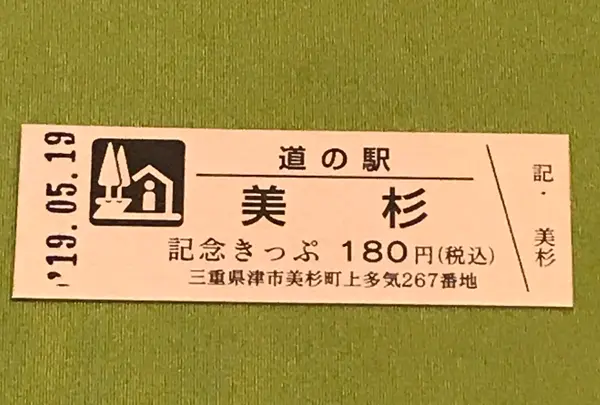 '19.05.19
道の駅
美杉
記念きっぷ 180円(税込)
三重県津市美杉町上多気267番地
記・美杉